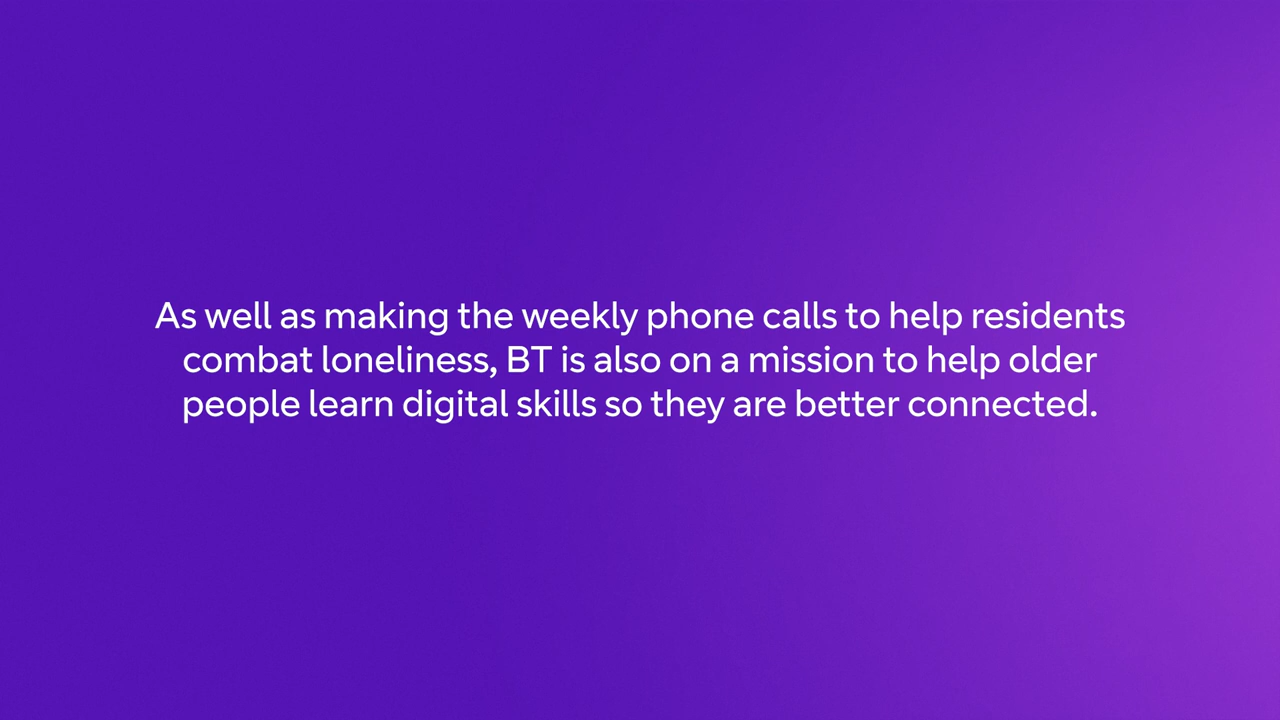 As well as making the weekly phone calls to help residents
combat loneliness, BT is also on a mission to help older
people learn digital skills so they are better connected.